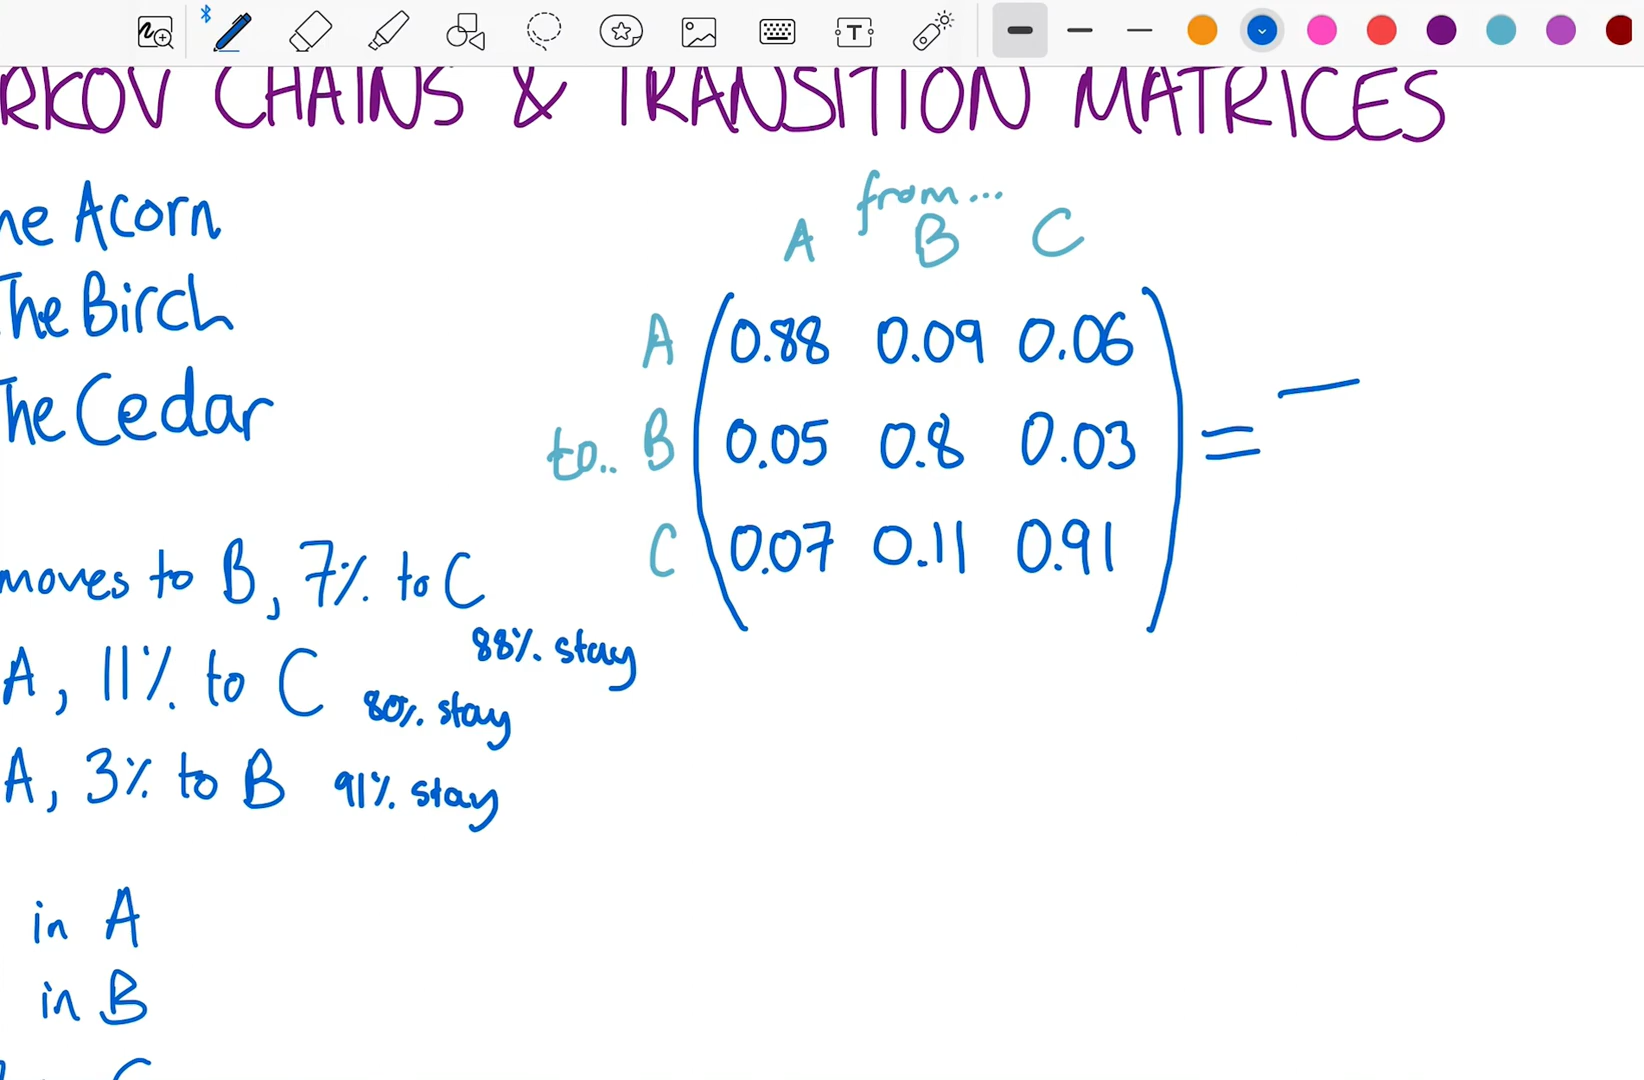 RKOV CHAINS & TRANSITION MATRICES
ne Acorn
The Birch
The Cedar
moves to B, 7% to C
88% stay
A, 11% to C 80% stay
A, 3% to B 91% stay
in A
in B
C
from...
A B C
A 0.88 0.09 0.06
to.. B 0.05 0.8 0.03 =
C 0.07 0.11 0.91